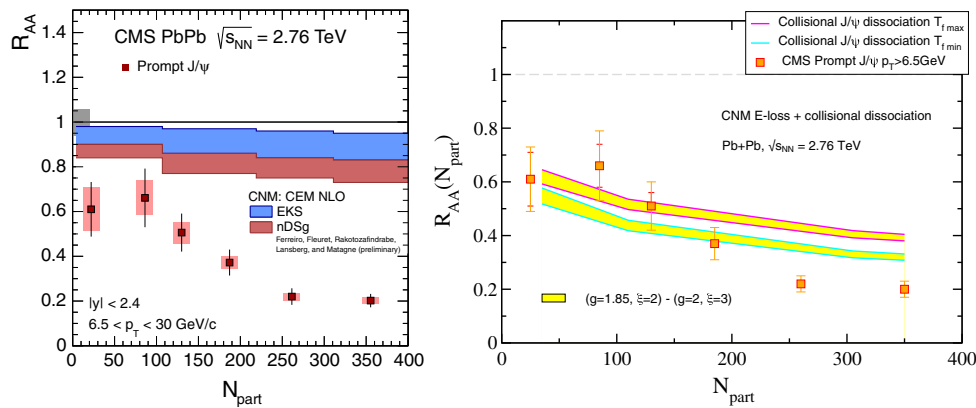 R_AA
1.4
1.2
1
0.8
0.6
0.4
0.2
0
CMS PbPb √s_NN = 2.76 TeV
Prompt J/ψ
CNM: CEM NLO
EKS
nDSg
Ferreiro, Fleuret, Rakotozafindrabe,
Lansberg, and Matagne (preliminary)
|y| < 2.4
6.5 < p_T < 30 GeV/c
0 50 100 150 200 250 300 350 400
N_part
Collisional J/ψ dissociation T_f max
Collisional J/ψ dissociation T_f min
CMS Prompt J/ψ p_T>6.5GeV
R_AA(N_part)
1
0.8
0.6
0.4
0.2
0
CNM E-loss + collisional dissociation
Pb+Pb, √s_NN = 2.76 TeV
(g=1.85, ξ=2) - (g=2, ξ=3)
0 100 200 300 400
N_part